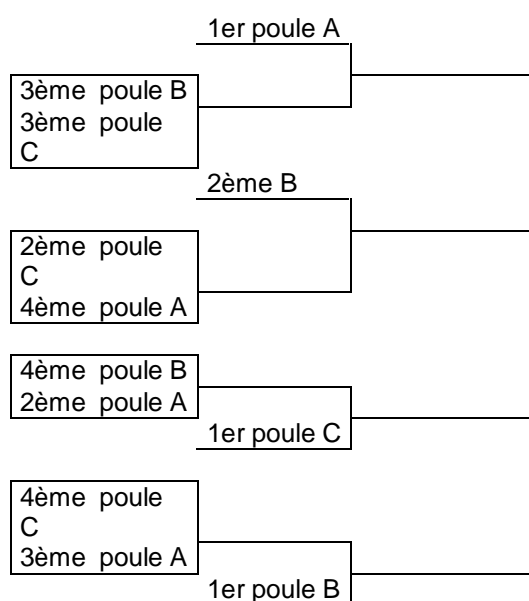 1er poule A
3ème poule B
3ème poule
C
2ème B
2ème poule
C
4ème poule A
4ème poule B
2ème poule A
1er poule C
4ème poule
C
3ème poule A
1er poule B